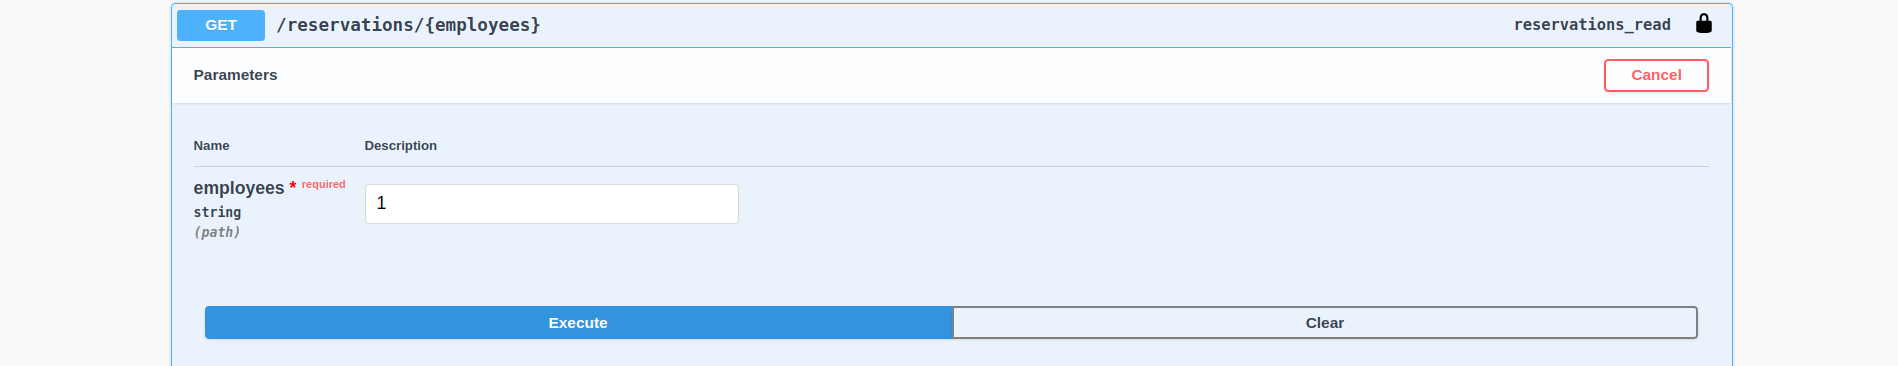 GET /reservations/{employees} reservations_read
Parameters Cancel
Name Description
employees * required
string
(path)
1
Execute Clear